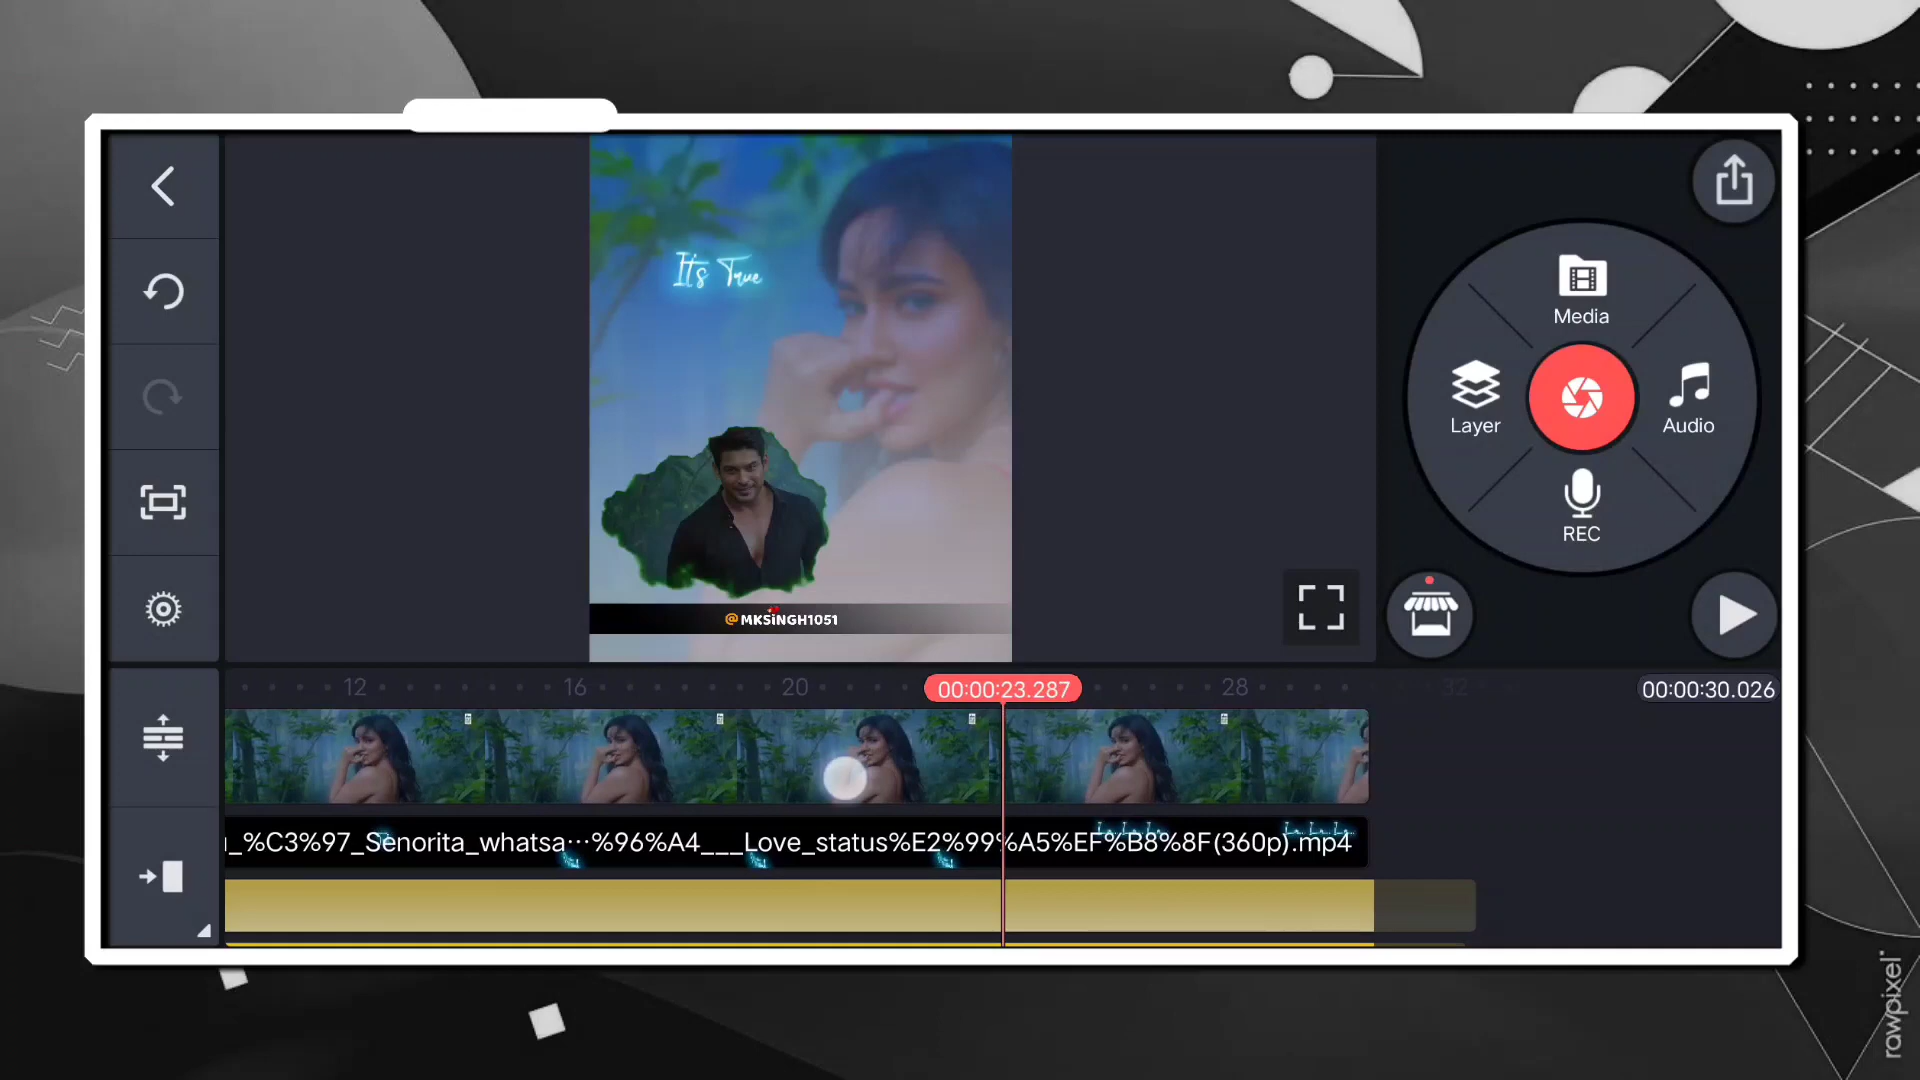 It's True
@MKSiNGH1051
Media
Layer
Audio
REC
12
16
20
00:00:23.287
28
32
00:00:30.026
_%C3%97_Senorita_whatsa···%96%A4___Love_status%E2%99%A5%EF%B8%8F(360p).mp4
rawpixel